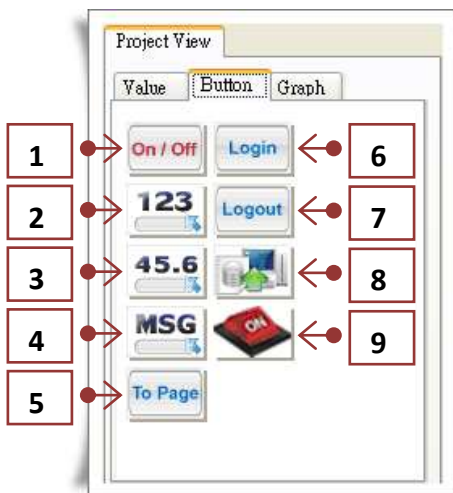 Project View
Value Button Graph
1 On / Off Login 6
2 123 Logout 7
3 45.6 8
4 MSG ON 9
5 To Page